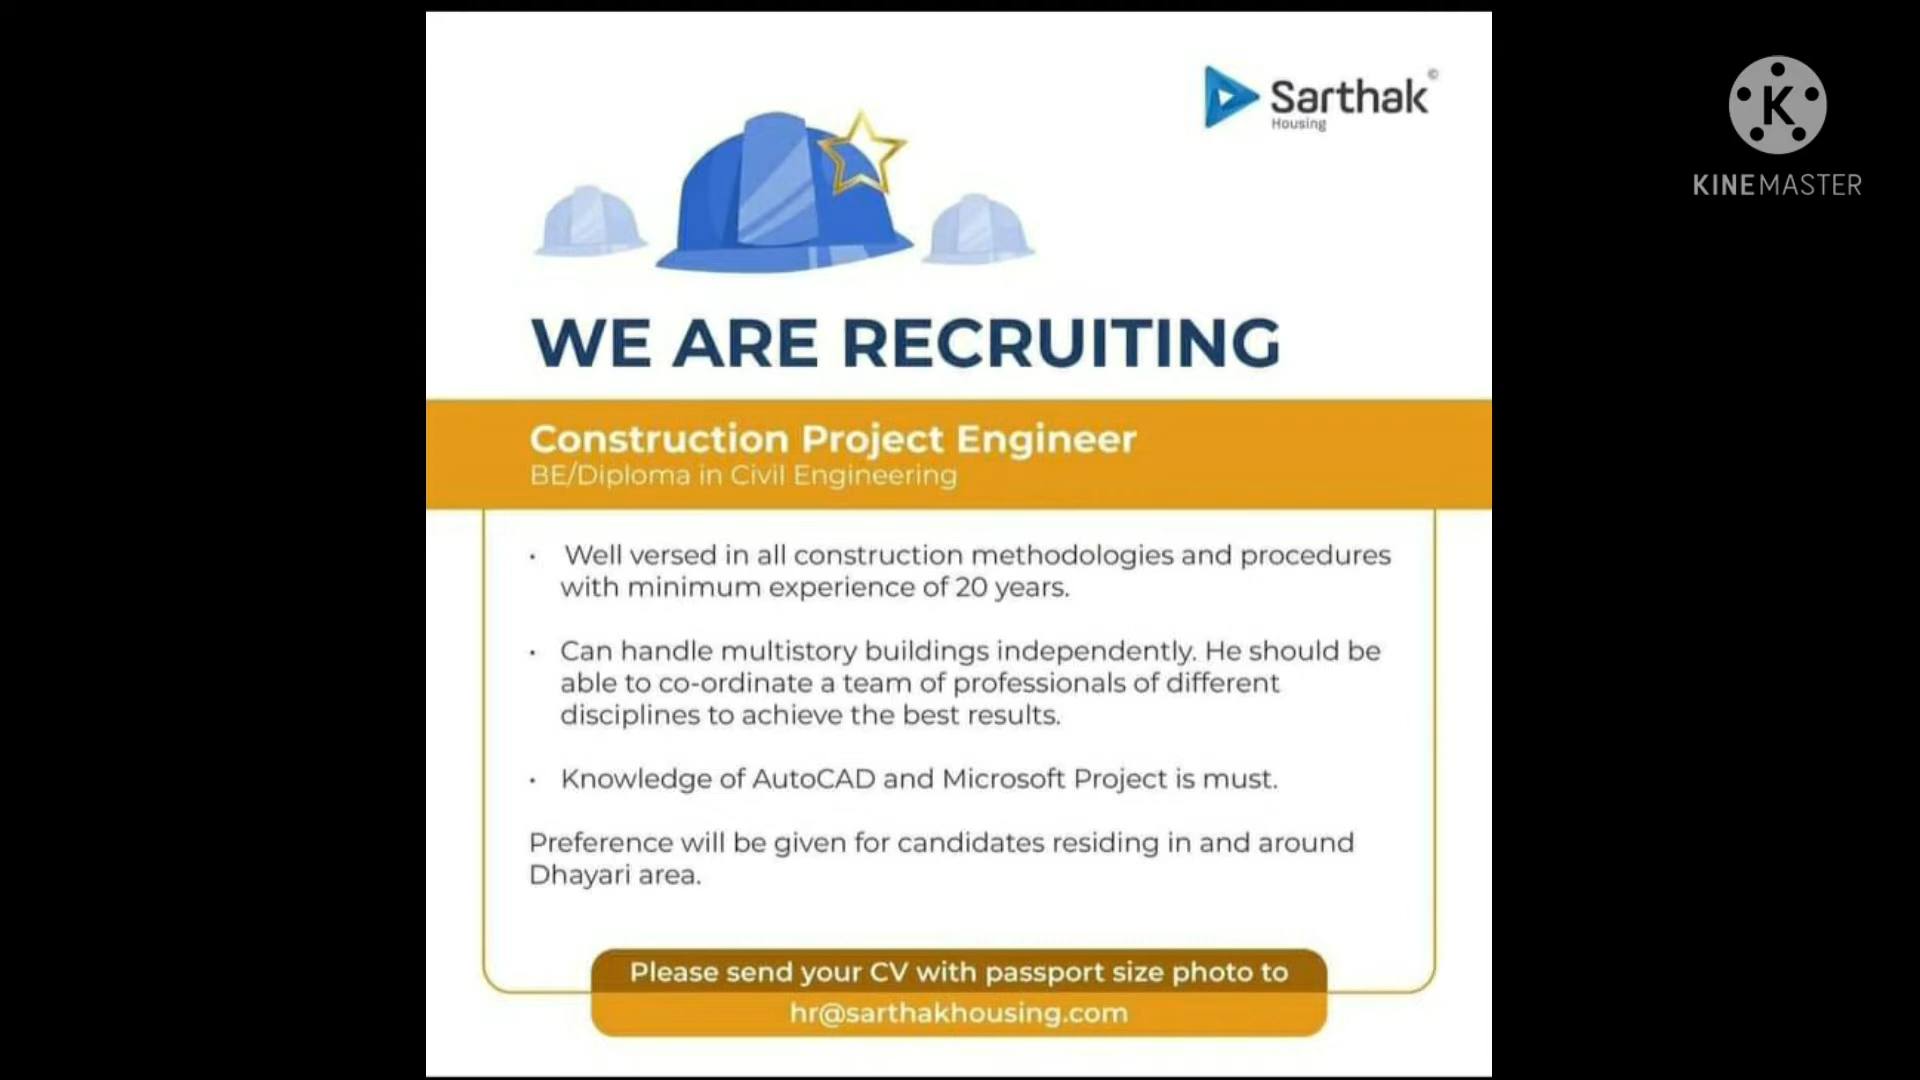 Sarthak©
Housing
K
KINEMASTER
WE ARE RECRUITING
Construction Project Engineer
BE/Diploma in Civil Engineering
• Well versed in all construction methodologies and procedures
with minimum experience of 20 years.
• Can handle multistory buildings independently. He should be
able to co-ordinate a team of professionals of different
disciplines to achieve the best results.
• Knowledge of AutoCAD and Microsoft Project is must.
Preference will be given for candidates residing in and around
Dhayari area.
Please send your CV with passport size photo to
hr@sarthakhousing.com